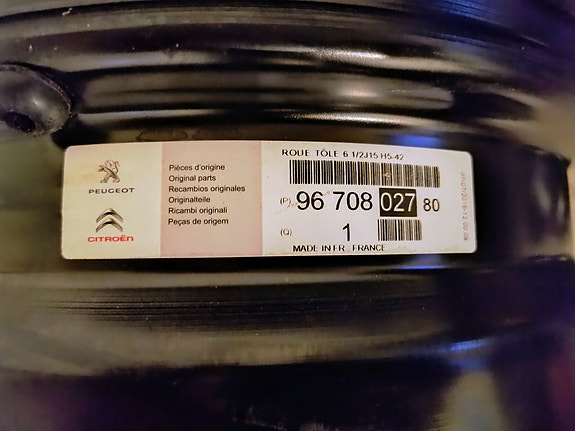 PEUGEOT
CITROËN
Pièces d'origine
Original parts
Recambios originales
Originalteile
Ricambi originali
Peças de origem
ROUE TÔLE 6 1/2J15 H5-42
(P) 96 708 027 80
(Q) 1
MADE IN FR . FRANCE